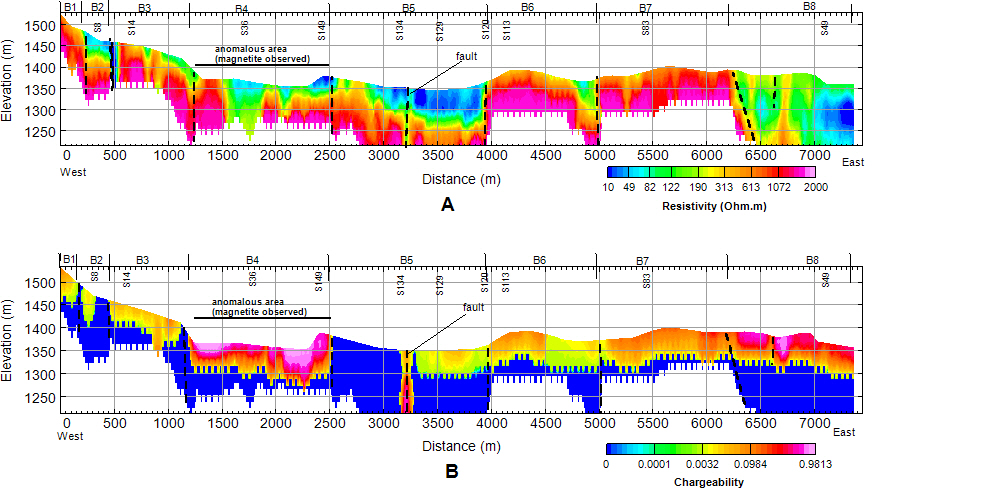 B1 B2 B3 B4 B5 B6 B7 B8
S8 S14 S36 S149 S134 S129 S120 S113 S83 S49
anomalous area
(magnetite observed)
fault
Elevation (m)
1500
1450
1400
1350
1300
1250
0 500 1000 1500 2000 2500 3000 3500 4000 4500 5000 5500 6000 6500 7000
West
East
Distance (m)
A
10 49 82 122 190 313 613 1072 2000
Resistivity (Ohm.m)
B1 B2 B3 B4 B5 B6 B7 B8
S8 S14 S36 S149 S134 S129 S120 S113 S83 S49
anomalous area
(magnetite observed)
fault
Elevation (m)
1500
1450
1400
1350
1300
1250
0 500 1000 1500 2000 2500 3000 3500 4000 4500 5000 5500 6000 6500 7000
West
East
Distance (m)
B
0 0.0001 0.0032 0.0984 0.9813
Chargeability